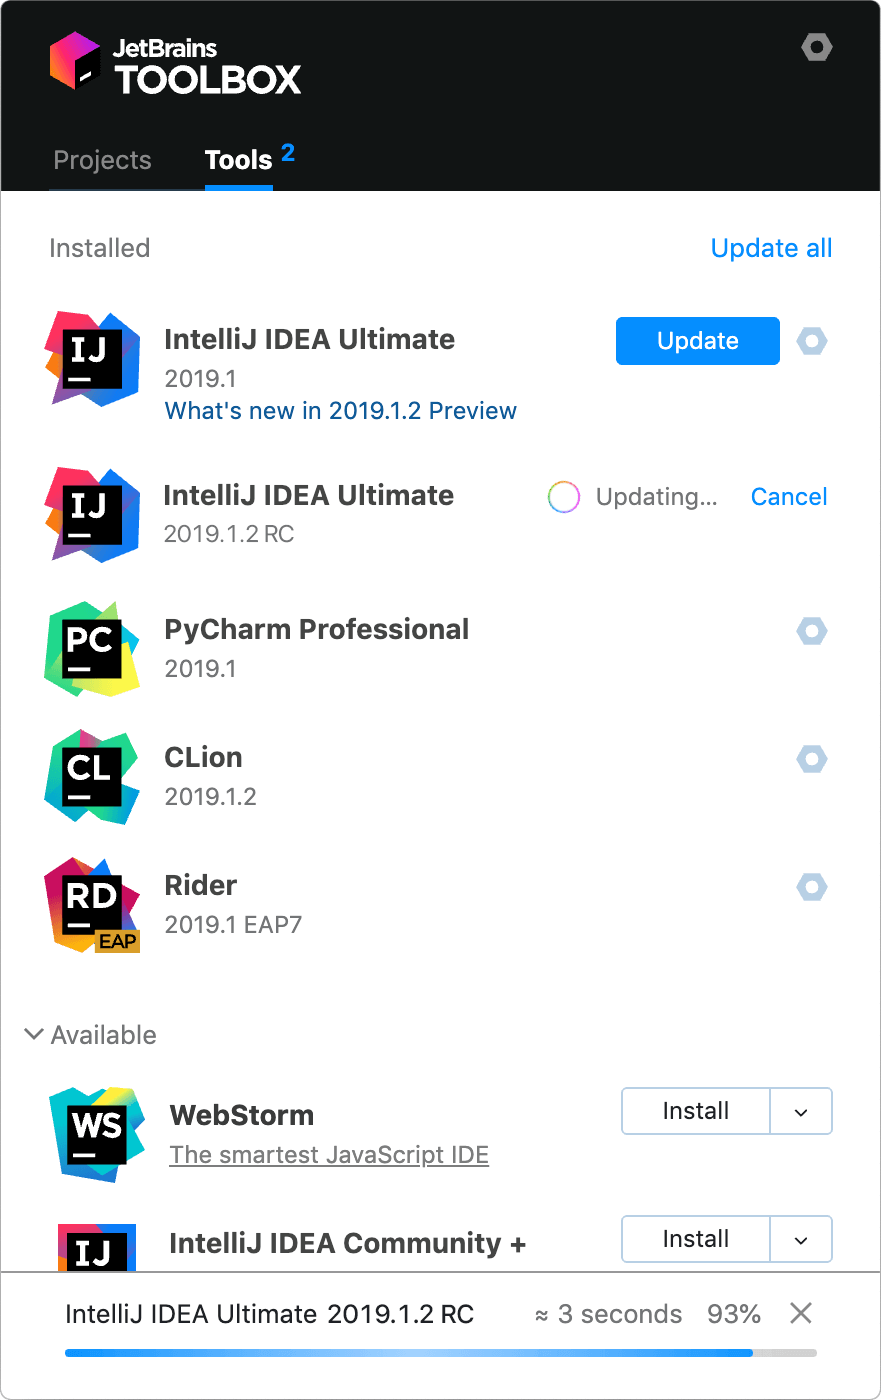 JetBrains
TOOLBOX
Projects
Tools 2
Installed
Update all
IJ
IntelliJ IDEA Ultimate
Update
2019.1
What's new in 2019.1.2 Preview
IJ
IntelliJ IDEA Ultimate
Updating...
Cancel
2019.1.2 RC
PC
PyCharm Professional
2019.1
CL
CLion
2019.1.2
RD
EAP
Rider
2019.1 EAP7
Available
WS
WebStorm
Install
The smartest JavaScript IDE
IJ
IntelliJ IDEA Community +
Install
IntelliJ IDEA Ultimate 2019.1.2 RC
≈ 3 seconds
93%